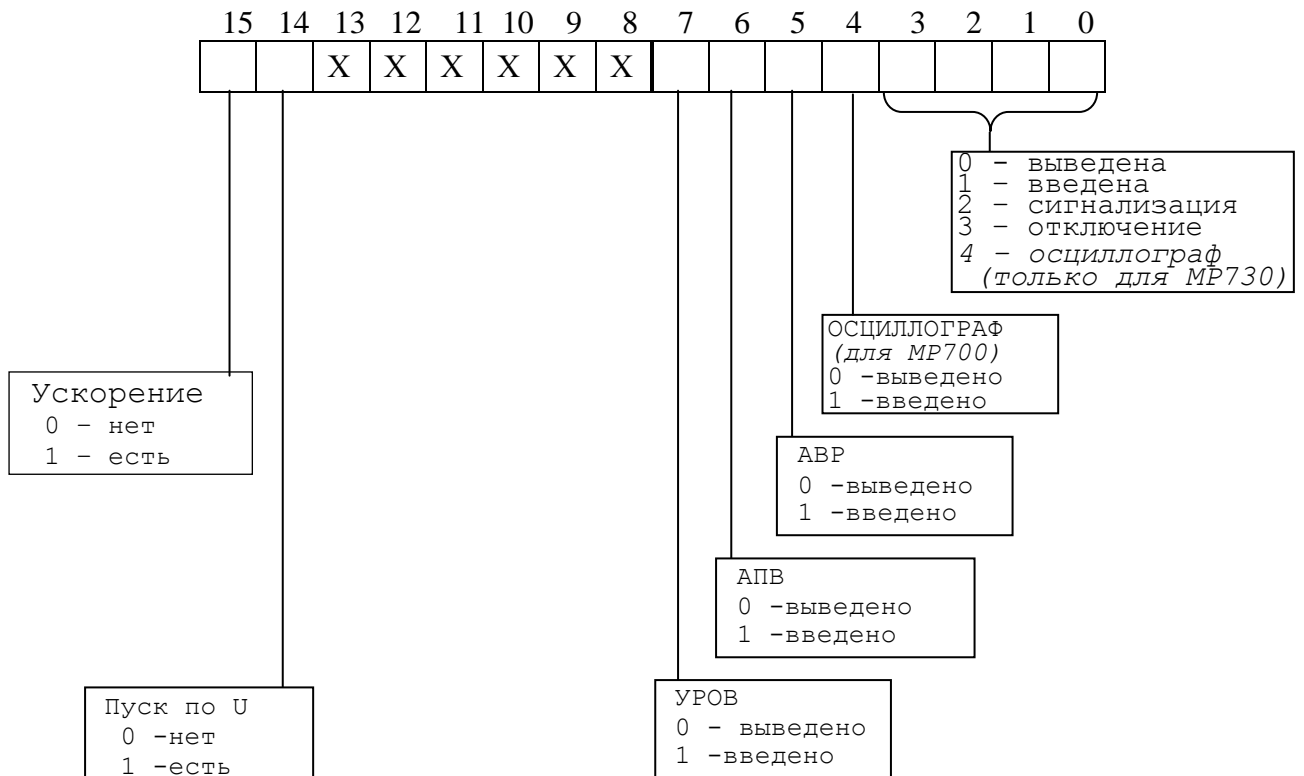 15 14 13 12 11 10 9 8 7 6 5 4 3 2 1 0
X X X X X X
0 - выведена
1 - введена
2 - сигнализация
3 - отключение
4 - осциллограф
(только для МР730)
ОСЦИЛЛОГРАФ
(для МР700)
0 -выведено
1 -введено
Ускорение
0 - нет
1 - есть
АВР
0 -выведено
1 -введено
АПВ
0 -выведено
1 -введено
Пуск по U
0 -нет
1 -есть
УРОВ
0 - выведено
1 -введено